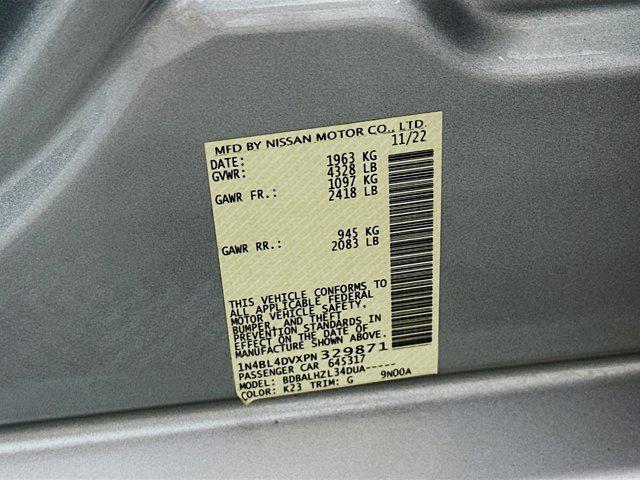 MFD BY NISSAN MOTOR CO., LTD.
DATE: 11/22
GVWR: 1963 KG
4328 LB
GAWR FR.: 1097 KG
2418 LB
GAWR RR.: 945 KG
2083 LB
THIS VEHICLE CONFORMS TO
ALL APPLICABLE FEDERAL
MOTOR VEHICLE SAFETY,
BUMPER, AND THEFT
PREVENTION STANDARDS IN
EFFECT ON THE DATE OF
MANUFACTURE SHOWN ABOVE.
1N4BL4DVXPN329871
PASSENGER CAR 645317
MODEL: BDBALHZL34DUA-----
COLOR: K23 TRIM: G 9N00A